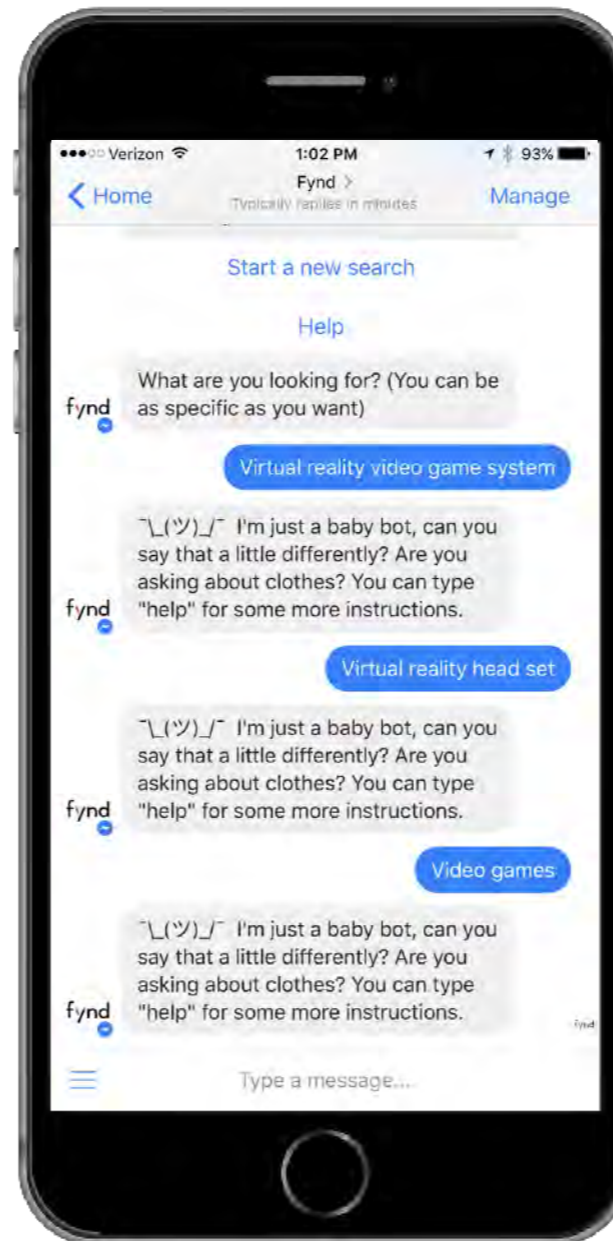 Verizon 1:02 PM 93%
Home Fynd > Manage
Typically replies in minutes
Start a new search
Help
What are you looking for? (You can be
as specific as you want)
fynd
Virtual reality video game system
¯\_(ツ)_/¯ I'm just a baby bot, can you
say that a little differently? Are you
asking about clothes? You can type
"help" for some more instructions.
fynd
Virtual reality head set
¯\_(ツ)_/¯ I'm just a baby bot, can you
say that a little differently? Are you
asking about clothes? You can type
"help" for some more instructions.
fynd
Video games
¯\_(ツ)_/¯ I'm just a baby bot, can you
say that a little differently? Are you
asking about clothes? You can type
"help" for some more instructions.
fynd
fynd
Type a message...